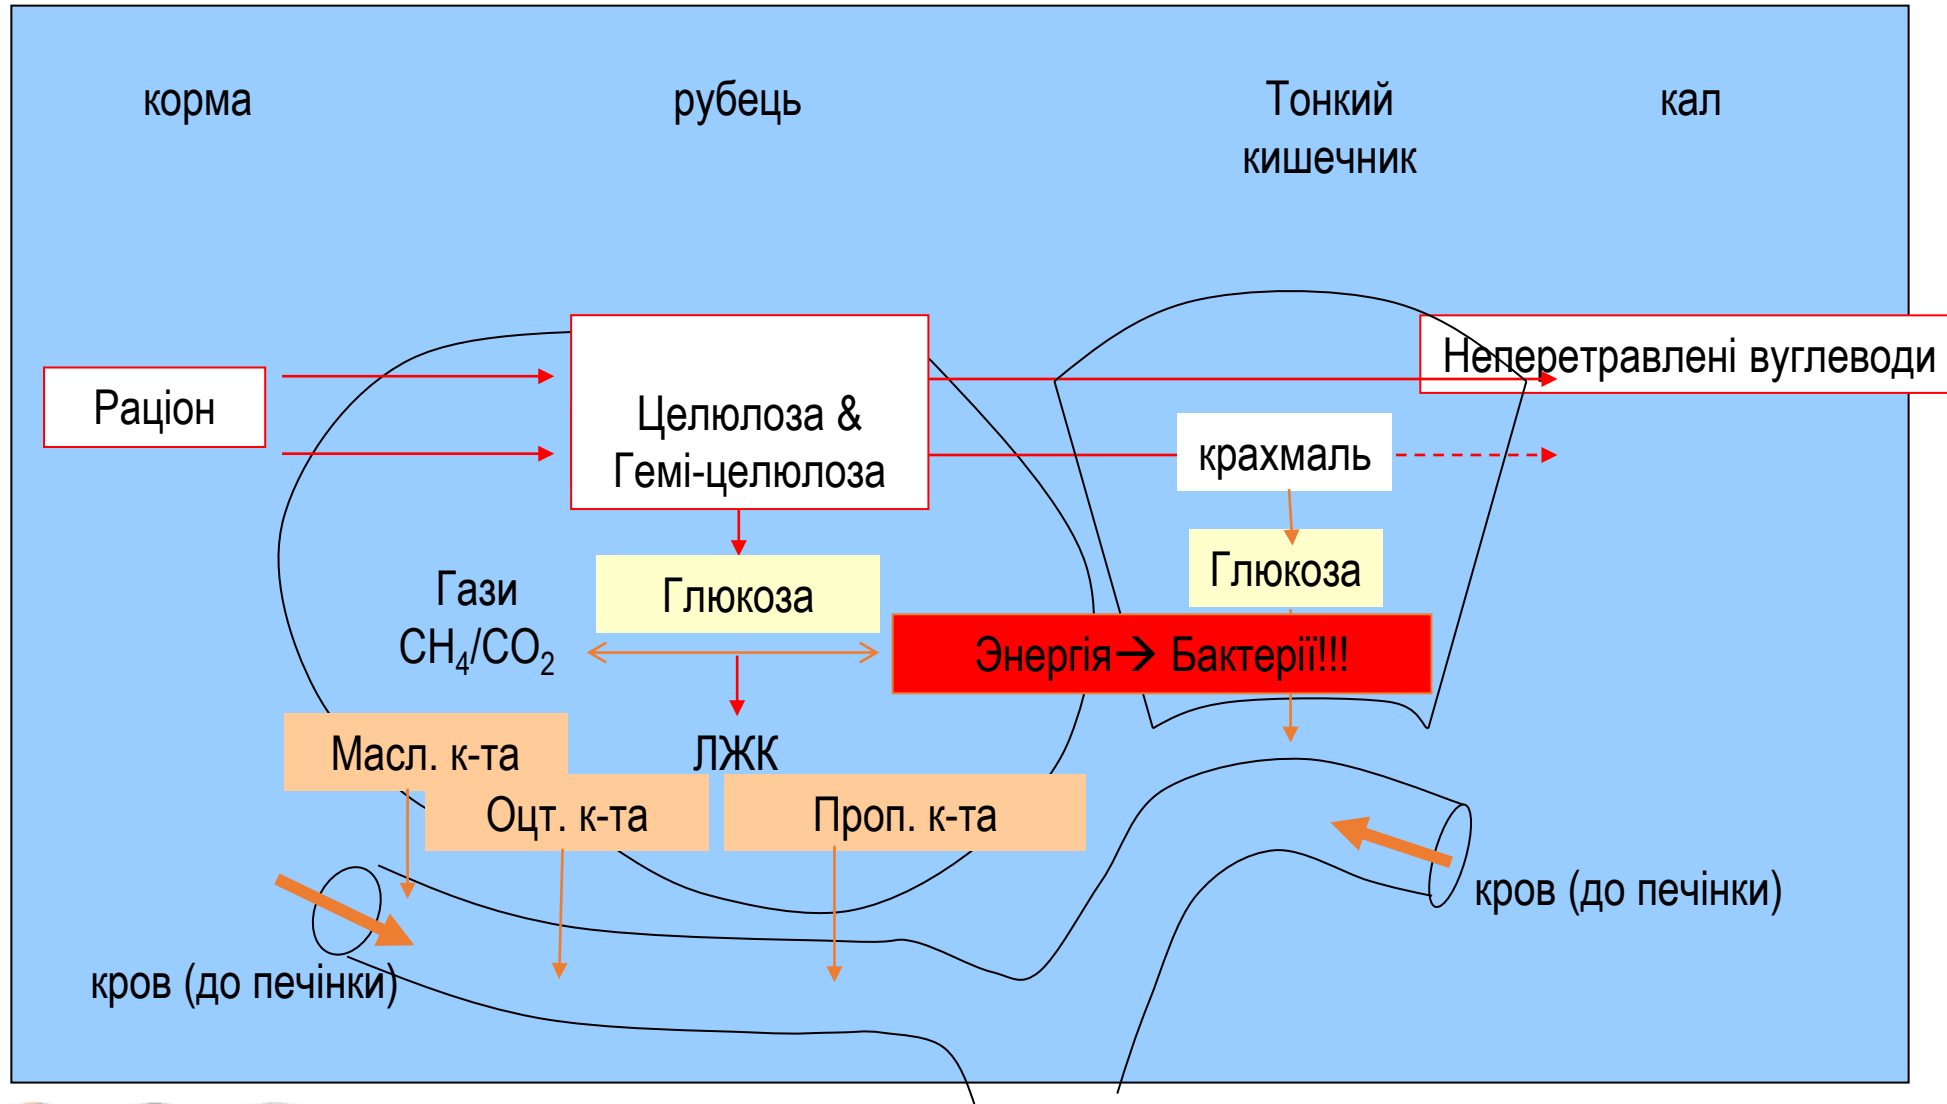 корма
рубець
Тонкий
кишечник
кал
Раціон
Целюлоза &
Гемі-целюлоза
Неперетравлені вуглеводи
крахмаль
Глюкоза
Глюкоза
Гази
CH₄/CO₂
Энергія→ Бактерії!!!
Масл. к-та
ЛЖК
Оцт. к-та
Проп. к-та
кров (до печінки)
кров (до печінки)